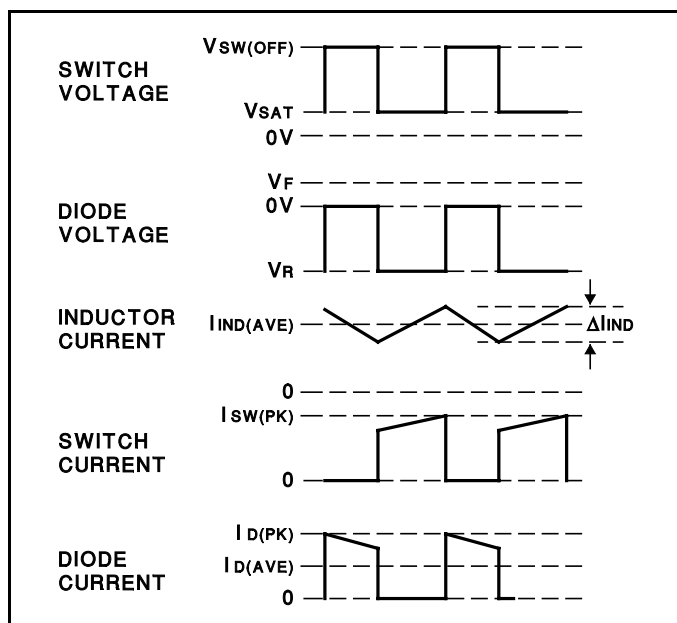 VSW(OFF)
SWITCH
VOLTAGE
VSAT
0V
VF
DIODE
VOLTAGE
0V
VR
INDUCTOR
CURRENT
IIND(AVE)
ΔIIND
0
ISW(PK)
SWITCH
CURRENT
0
ID(PK)
DIODE
CURRENT
ID(AVE)
0